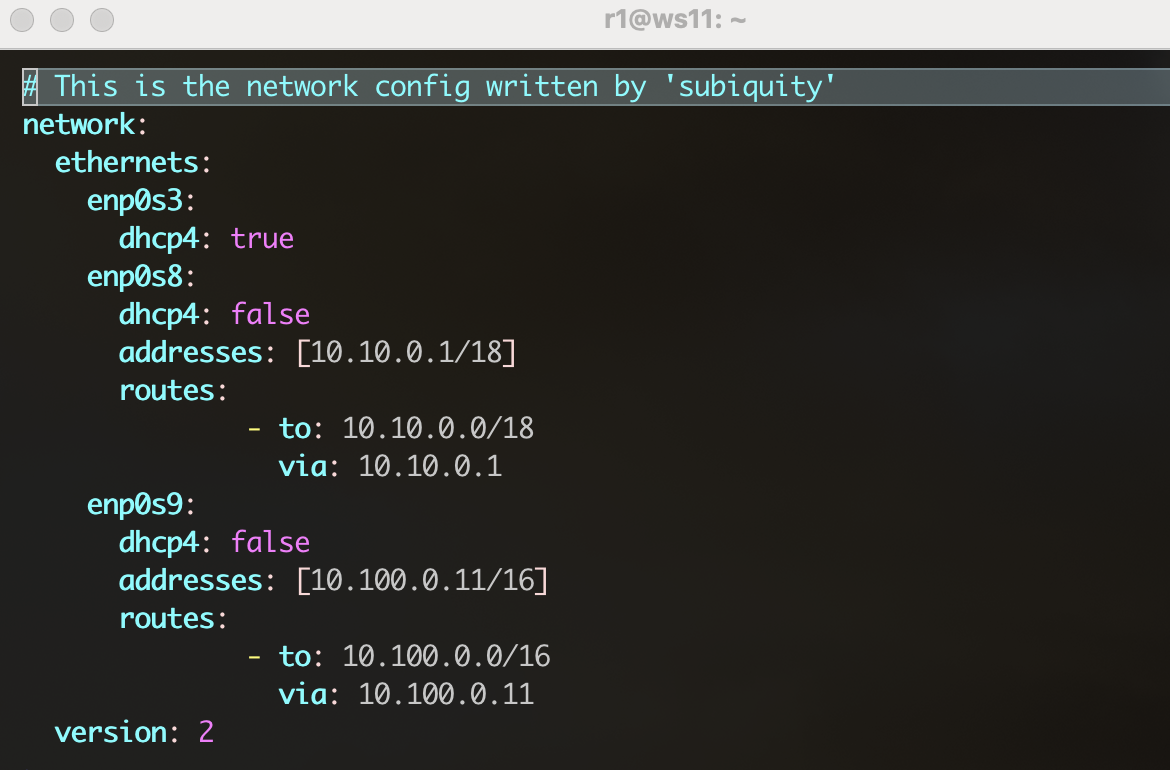 r1@ws11: ~
# This is the network config written by 'subiquity'
network:
  ethernets:
    enp0s3:
      dhcp4: true
    enp0s8:
      dhcp4: false
      addresses: [10.10.0.1/18]
      routes:
              - to: 10.10.0.0/18
                via: 10.10.0.1
    enp0s9:
      dhcp4: false
      addresses: [10.100.0.11/16]
      routes:
              - to: 10.100.0.0/16
                via: 10.100.0.11
  version: 2